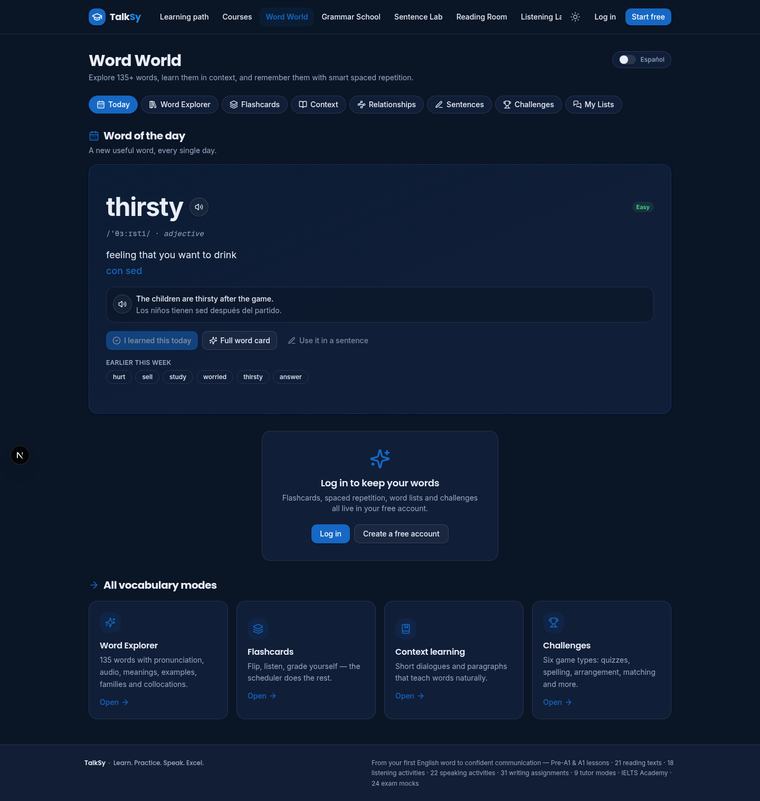 TalkSy
Learning path
Courses
Word World
Grammar School
Sentence Lab
Reading Room
Listening La
Log in
Start free
Word World
Español
Explore 135+ words, learn them in context, and remember them with smart spaced repetition.
Today
Word Explorer
Flashcards
Context
Relationships
Sentences
Challenges
My Lists
Word of the day
A new useful word, every single day.
thirsty
Easy
/ˈθɜːrsti/ · adjective
feeling that you want to drink
con sed
The children are thirsty after the game.
Los niños tienen sed después del partido.
I learned this today
Full word card
Use it in a sentence
EARLIER THIS WEEK
hurt
sell
study
worried
thirsty
answer
N
Log in to keep your words
Flashcards, spaced repetition, word lists and challenges
all live in your free account.
Log in
Create a free account
All vocabulary modes
Word Explorer
135 words with pronunciation,
audio, meanings, examples,
families and collocations.
Open →
Flashcards
Flip, listen, grade yourself — the
scheduler does the rest.
Open →
Context learning
Short dialogues and paragraphs
that teach words naturally.
Open →
Challenges
Six game types: quizzes,
spelling, arrangement, matching
and more.
Open →
TalkSy · Learn. Practice. Speak. Excel.
From your first English word to confident communication — Pre-A1 & A1 lessons · 21 reading texts · 18
listening activities · 22 speaking activities · 31 writing assignments · 9 tutor modes · IELTS Academy ·
24 exam mocks